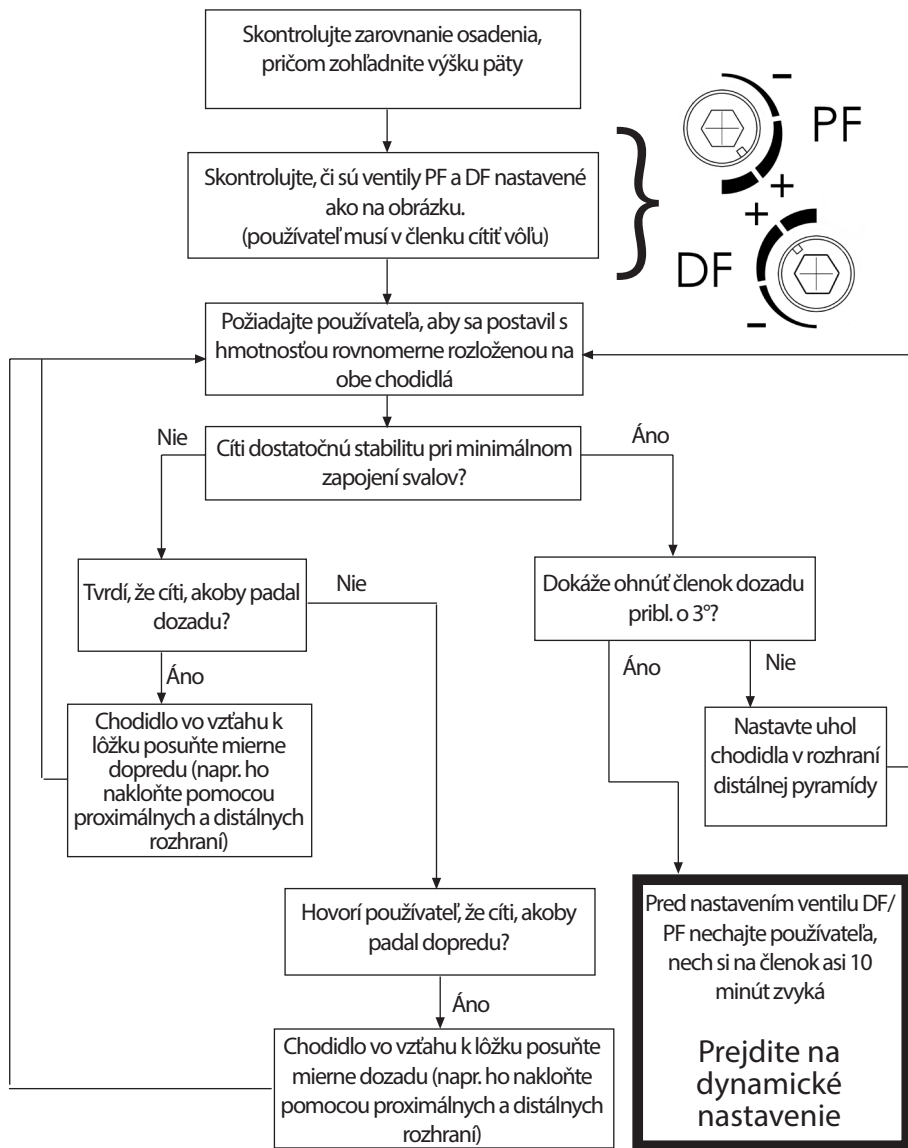 Skontrolujte zarovnanie osadenia,
pričom zohľadnite výšku päty
–
PF
+
Skontrolujte, či sú ventily PF a DF nastavené
ako na obrázku.
(používateľ musí v členku cítiť vôľu)
+
DF
–
Požiadajte používateľa, aby sa postavil s
hmotnosťou rovnomerne rozloženou na
obe chodidlá
Nie
Áno
Cíti dostatočnú stabilitu pri minimálnom
zapojení svalov?
Tvrdí, že cíti, akoby padal
dozadu?
Nie
Dokáže ohnúť členok dozadu
pribl. o 3°?
Áno
Áno
Nie
Chodidlo vo vzťahu k
lôžku posuňte mierne
dopredu (napr. ho
nakloňte pomocou
proximálnych a distálnych
rozhraní)
Nastavte uhol
chodidla v rozhraní
distálnej pyramídy
Hovorí používateľ, že cíti, akoby
padal dopredu?
Áno
Chodidlo vo vzťahu k lôžku posuňte
mierne dozadu (napr. ho nakloňte
pomocou proximálnych a distálnych
rozhraní)
Pred nastavením ventilu DF/
PF nechajte používateľa,
nech si na členok asi 10
minút zvyká
Prejdite na
dynamické
nastavenie